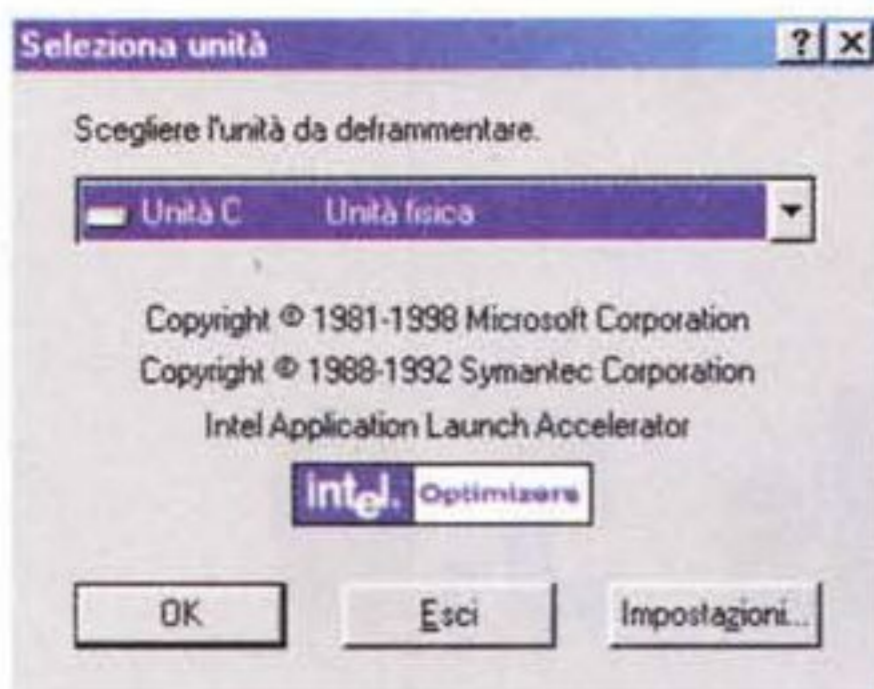 Seleziona unità
Scegliere l'unità da deframmentare.
Unità C Unità fisica
Copyright © 1981-1998 Microsoft Corporation
Copyright © 1988-1992 Symantec Corporation
Intel Application Launch Accelerator
intel. Optimizers
OK Esci Impostazioni...